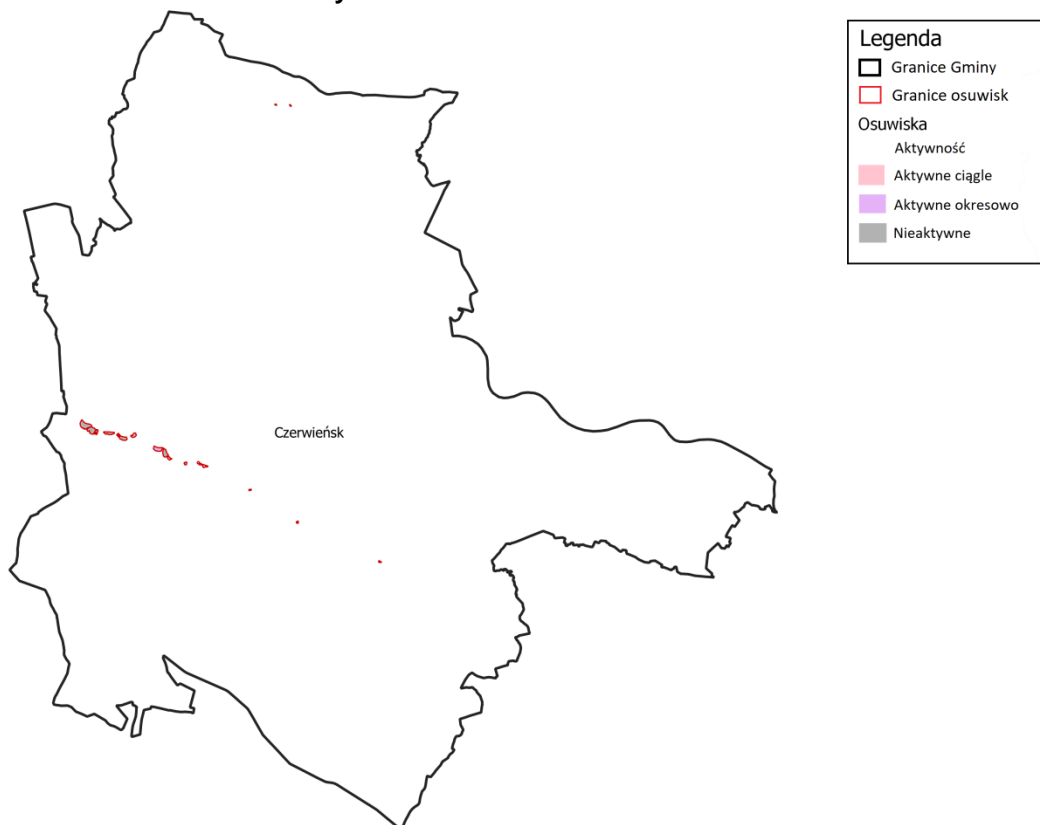 Legenda
Granice Gminy
Granice osuwisk
Osuwiska
Aktywność
Aktywne ciągle
Aktywne okresowo
Nieaktywne
Czerwieńsk